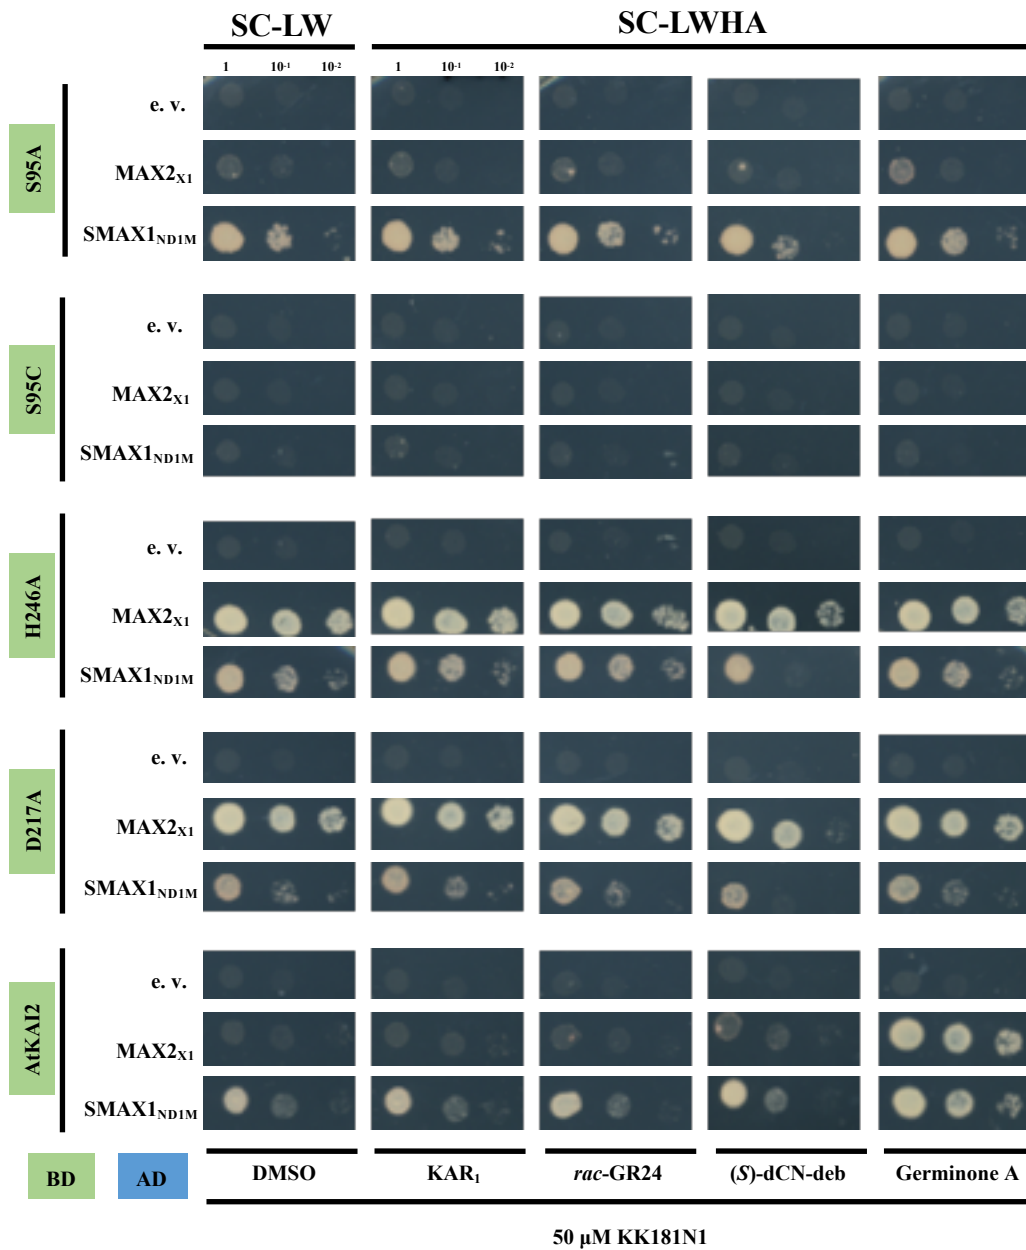 SC-LW SC-LWHA
1 10⁻¹ 10⁻² 1 10⁻¹ 10⁻²
S95A
e. v.
MAX2X1
SMAX1ND1M
S95C
e. v.
MAX2X1
SMAX1ND1M
H246A
e. v.
MAX2X1
SMAX1ND1M
D217A
e. v.
MAX2X1
SMAX1ND1M
AtKAI2
e. v.
MAX2X1
SMAX1ND1M
BD AD DMSO KAR₁ rac-GR24 (S)-dCN-deb Germinone A
50 µM KK181N1